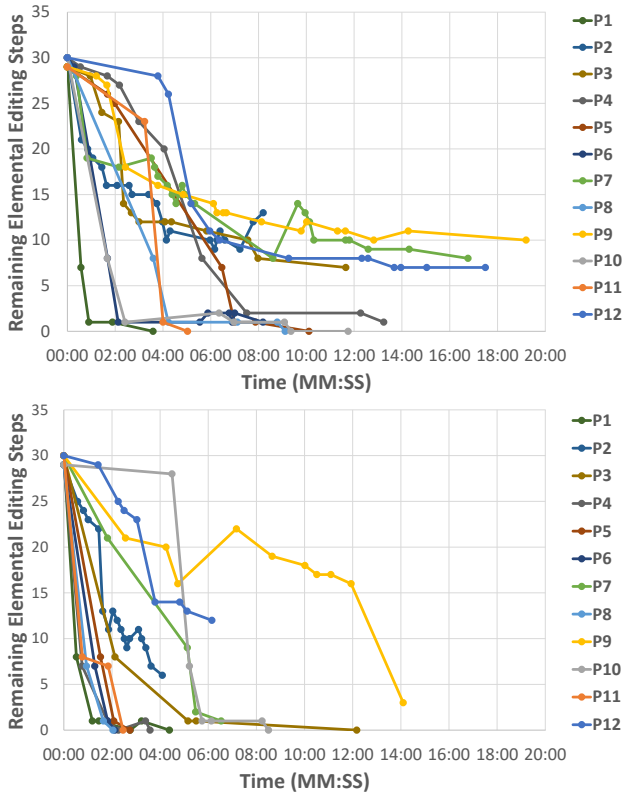 Remaining Elemental Editing Steps
35
30
25
20
15
10
5
0
00:00 02:00 04:00 06:00 08:00 10:00 12:00 14:00 16:00 18:00 20:00
Time (MM:SS)
P1
P2
P3
P4
P5
P6
P7
P8
P9
P10
P11
P12
Remaining Elemental Editing Steps
35
30
25
20
15
10
5
0
00:00 02:00 04:00 06:00 08:00 10:00 12:00 14:00 16:00 18:00 20:00
Time (MM:SS)
P1
P2
P3
P4
P5
P6
P7
P8
P9
P10
P11
P12